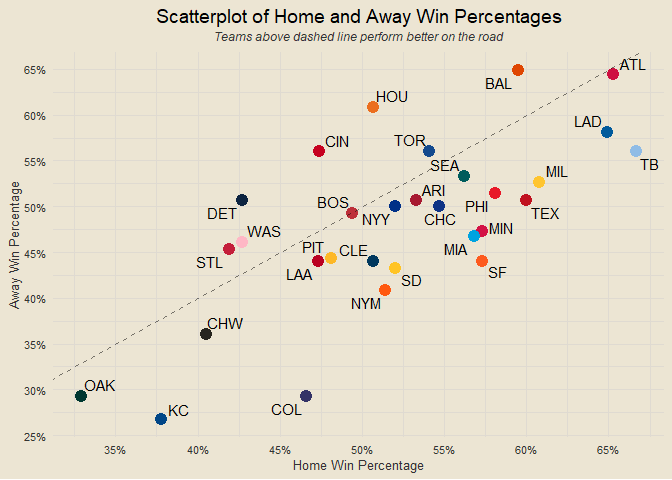 Scatterplot of Home and Away Win Percentages
Teams above dashed line perform better on the road
65%
60%
55%
50%
45%
40%
35%
30%
25%
Away Win Percentage
ATL
BAL
HOU
LAD
CIN
TOR
TB
SEA
MIL
ARI
DET
BOS
NYY
CHC
PHI
TEX
WAS
MIN
STL
PIT
CLE
MIA
LAA
SD
SF
NYM
CHW
OAK
KC
COL
35%
40%
45%
50%
55%
60%
65%
Home Win Percentage